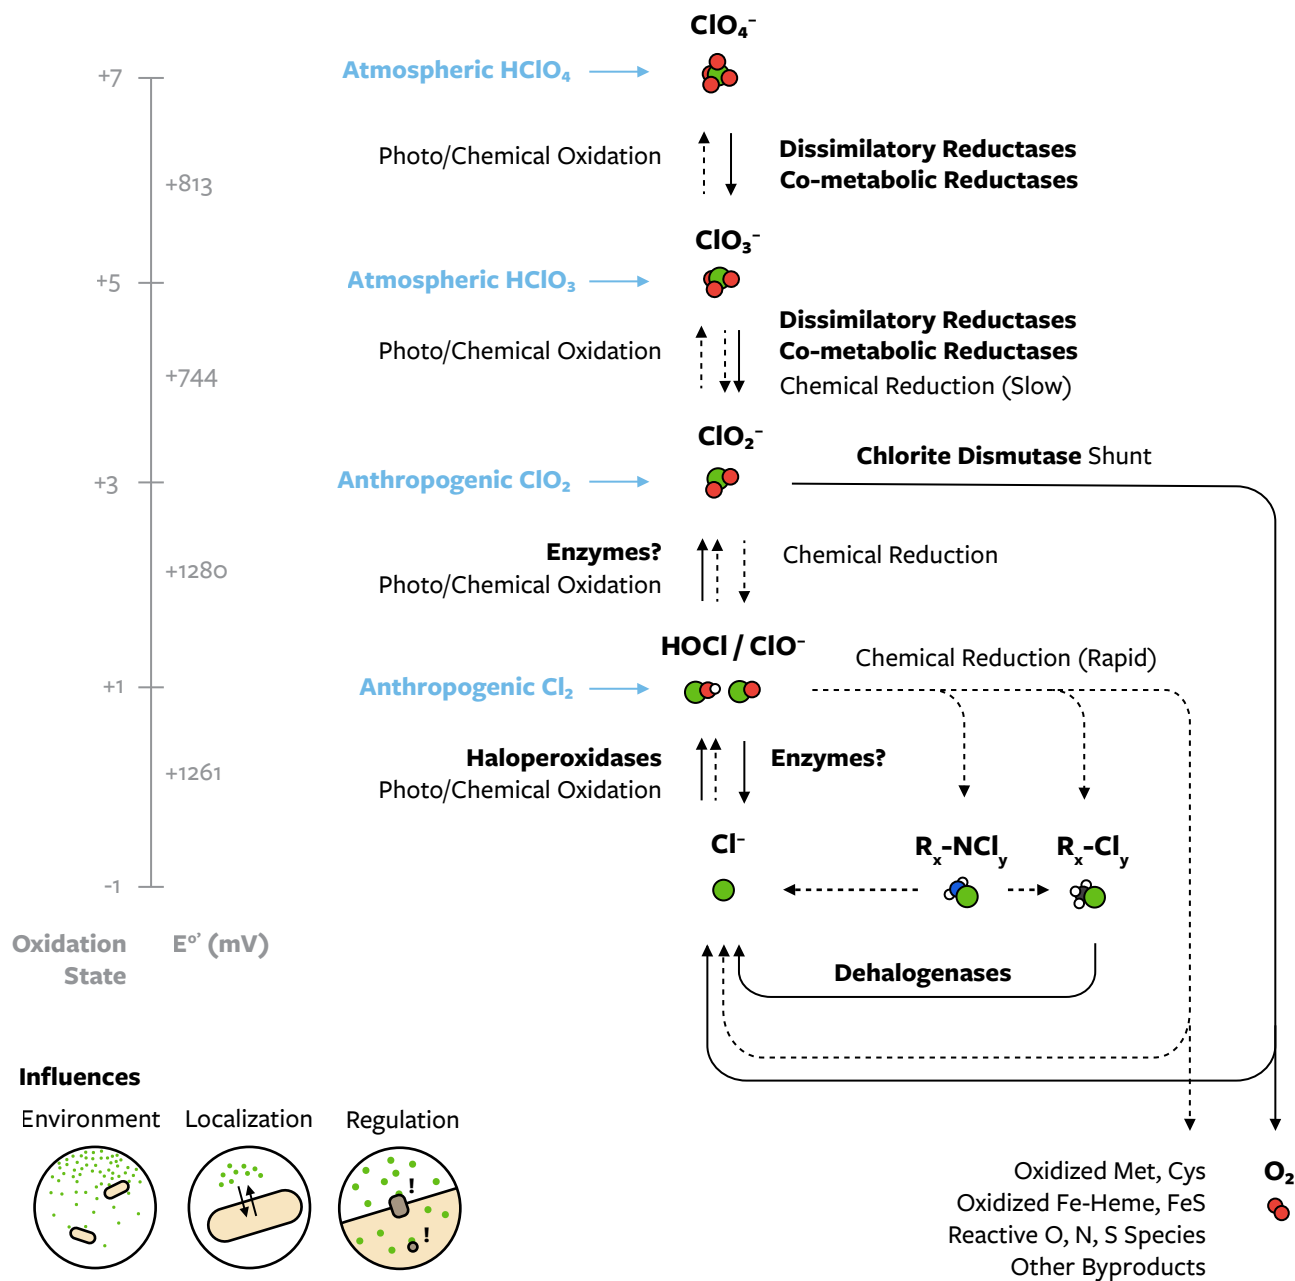 ClO₄⁻
+7
Atmospheric HClO₄
Photo/Chemical Oxidation
Dissimilatory Reductases
Co-metabolic Reductases
+813
ClO₃⁻
+5
Atmospheric HClO₃
Dissimilatory Reductases
Photo/Chemical Oxidation
Co-metabolic Reductases
+744
Chemical Reduction (Slow)
ClO₂⁻
Chlorite Dismutase Shunt
+3
Anthropogenic ClO₂
Enzymes?
Chemical Reduction
+1280
Photo/Chemical Oxidation
HOCl / ClO⁻
Chemical Reduction (Rapid)
+1
Anthropogenic Cl₂
Haloperoxidases
Enzymes?
+1261
Photo/Chemical Oxidation
Cl⁻
Rₓ-NClᵧ
Rₓ-Clᵧ
-1
Oxidation
State
E°’ (mV)
Dehalogenases
Influences
Environment
Localization
Regulation
!
!
Oxidized Met, Cys
O₂
Oxidized Fe-Heme, FeS
Reactive O, N, S Species
Other Byproducts